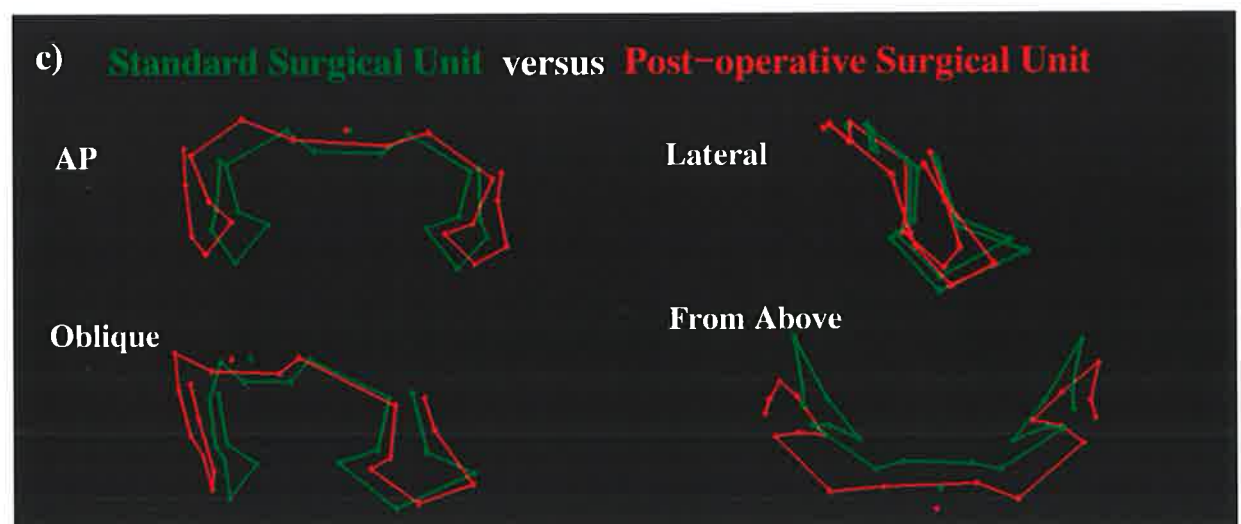 c) Standard Surgical Unit versus Post-operative Surgical Unit
AP
Lateral
Oblique
From Above